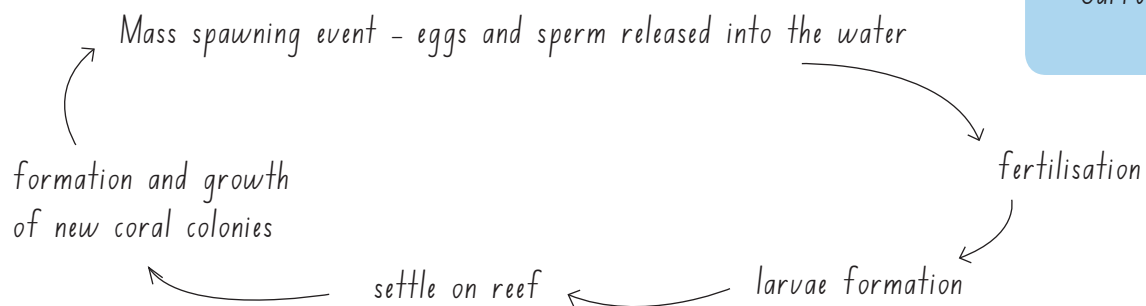 Mass spawning event - eggs and sperm released into the water
fertilisation
formation and growth
of new coral colonies
larvae formation
settle on reef